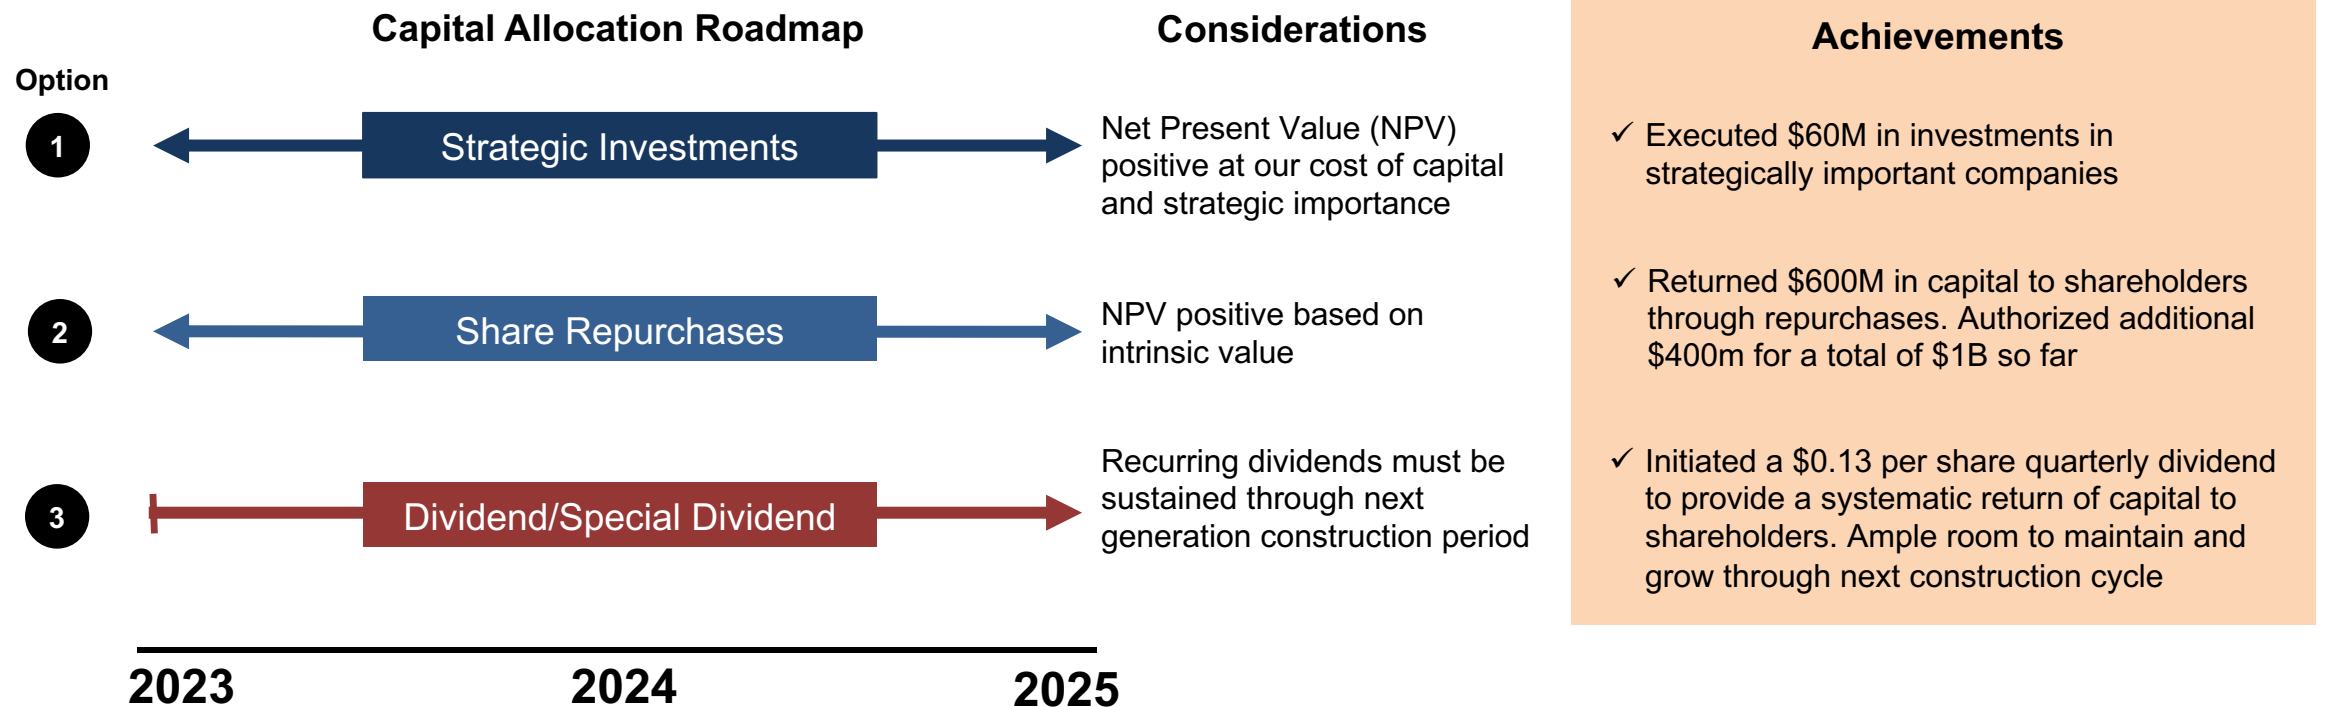 Capital Allocation Roadmap
Considerations
Achievements
Option
1
Strategic Investments
Net Present Value (NPV)
positive at our cost of capital
and strategic importance
✓ Executed $60M in investments in
strategically important companies
2
Share Repurchases
NPV positive based on
intrinsic value
✓ Returned $600M in capital to shareholders
through repurchases. Authorized additional
$400m for a total of $1B so far
3
Dividend/Special Dividend
Recurring dividends must be
sustained through next
generation construction period
✓ Initiated a $0.13 per share quarterly dividend
to provide a systematic return of capital to
shareholders. Ample room to maintain and
grow through next construction cycle
2023
2024
2025